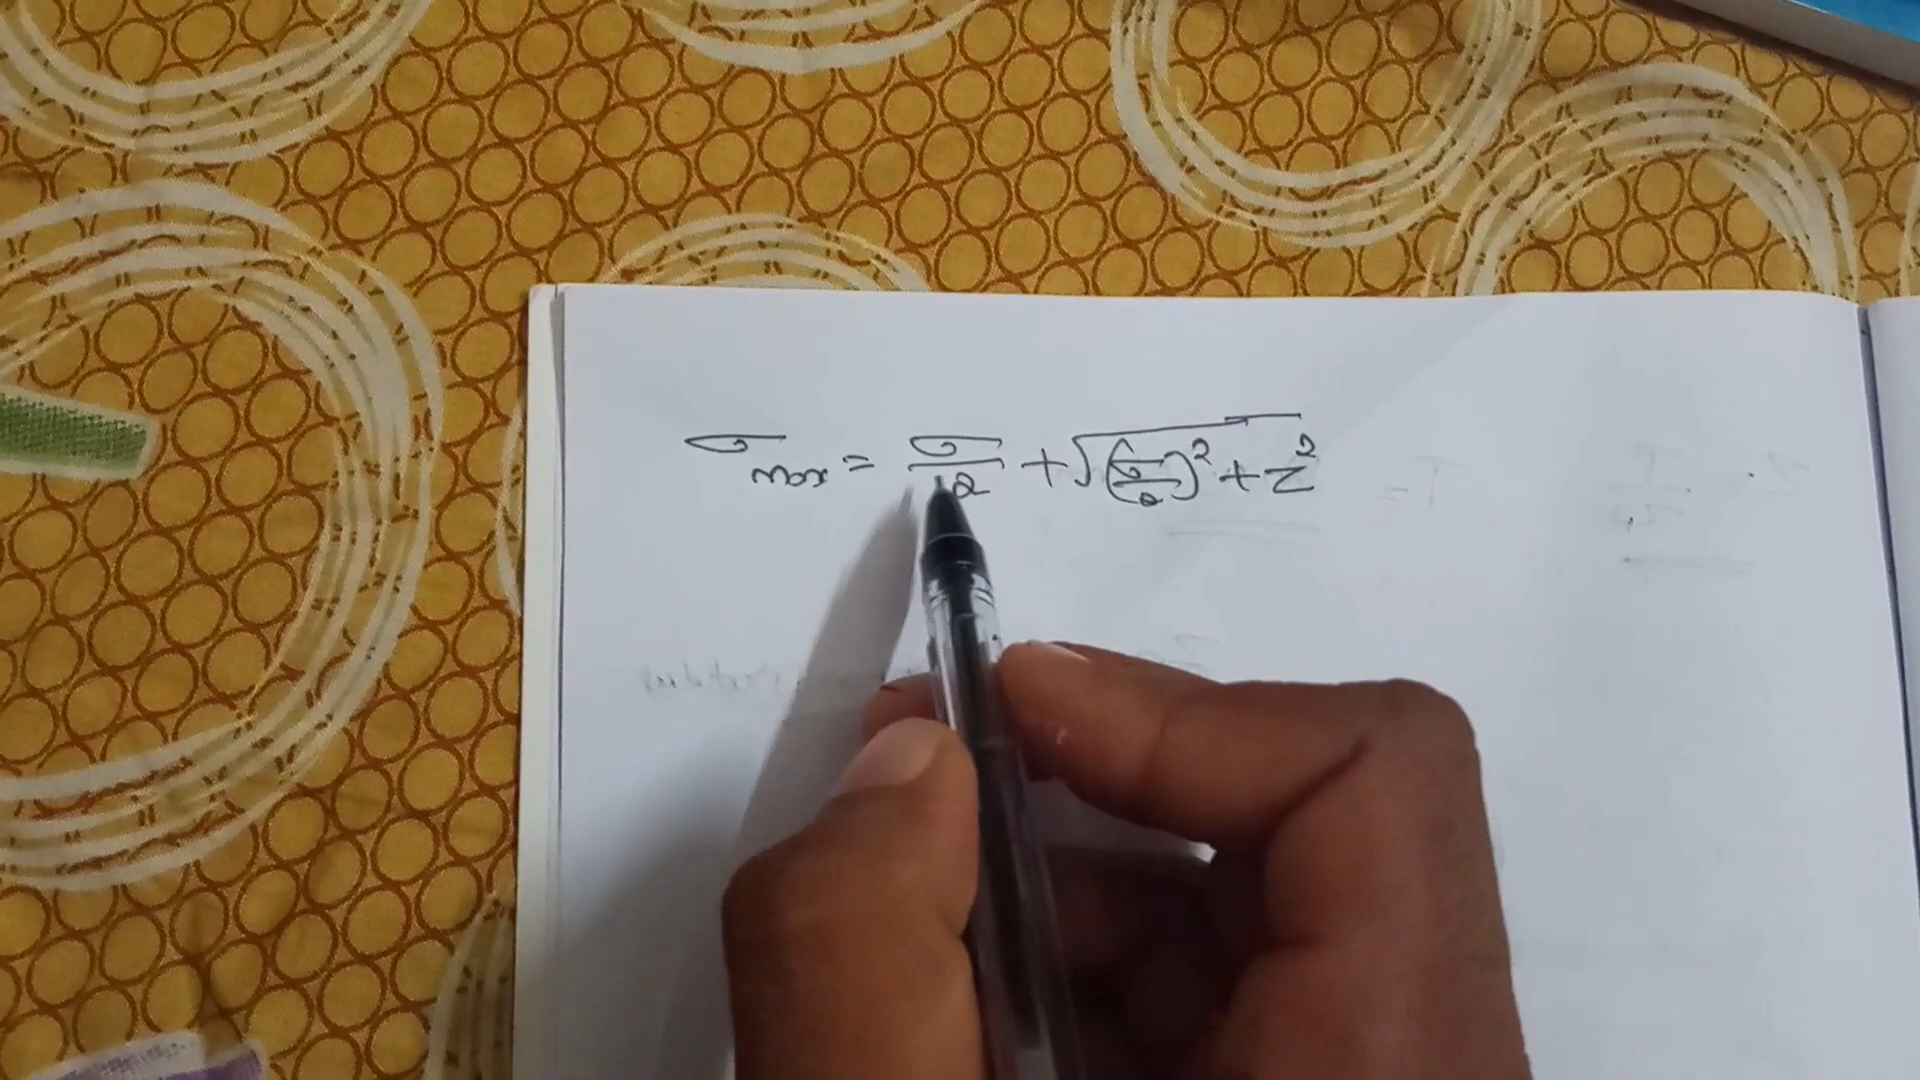 σmax = σ/2 + √((σ/2)² + τ²)